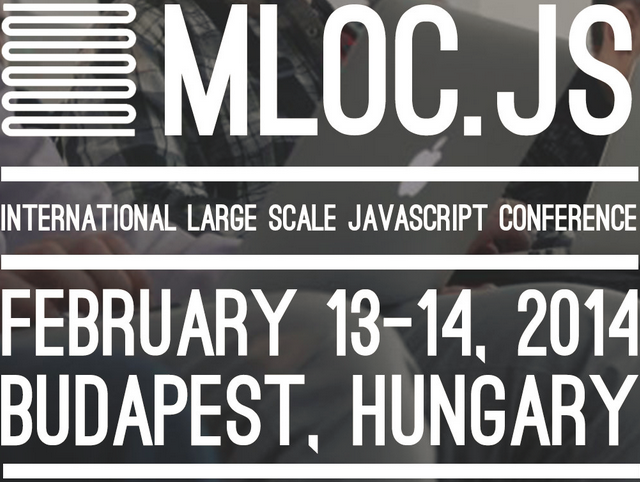 MLOC.JS
INTERNATIONAL LARGE SCALE JAVASCRIPT CONFERENCE
FEBRUARY 13-14, 2014
BUDAPEST, HUNGARY